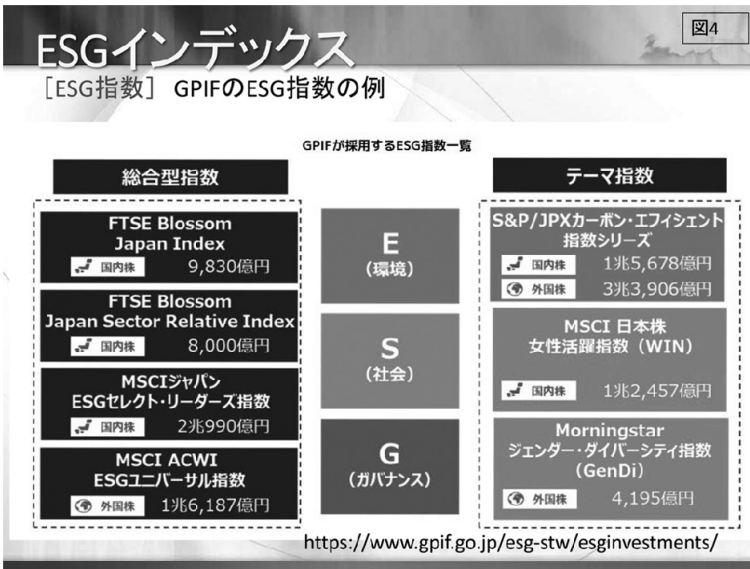 図4
ESGインデックス
［ESG指数］ GPIFのESG指数の例
GPIFが採用するESG指数一覧
総合型指数
FTSE Blossom
Japan Index
国内株 9,830億円
FTSE Blossom
Japan Sector Relative Index
国内株 8,000億円
MSCIジャパン
ESGセレクト・リーダーズ指数
国内株 2兆990億円
MSCI ACWI
ESGユニバーサル指数
外国株 1兆6,187億円
E
（環境）
S
（社会）
G
（ガバナンス）
テーマ指数
S&P/JPXカーボン・エフィシェント
指数シリーズ
国内株 1兆5,678億円
外国株 3兆3,906億円
MSCI 日本株
女性活躍指数（WIN）
国内株 1兆2,457億円
Morningstar
ジェンダー・ダイバーシティ指数
（GenDi）
外国株 4,195億円
https://www.gpif.go.jp/esg-stw/esginvestments/